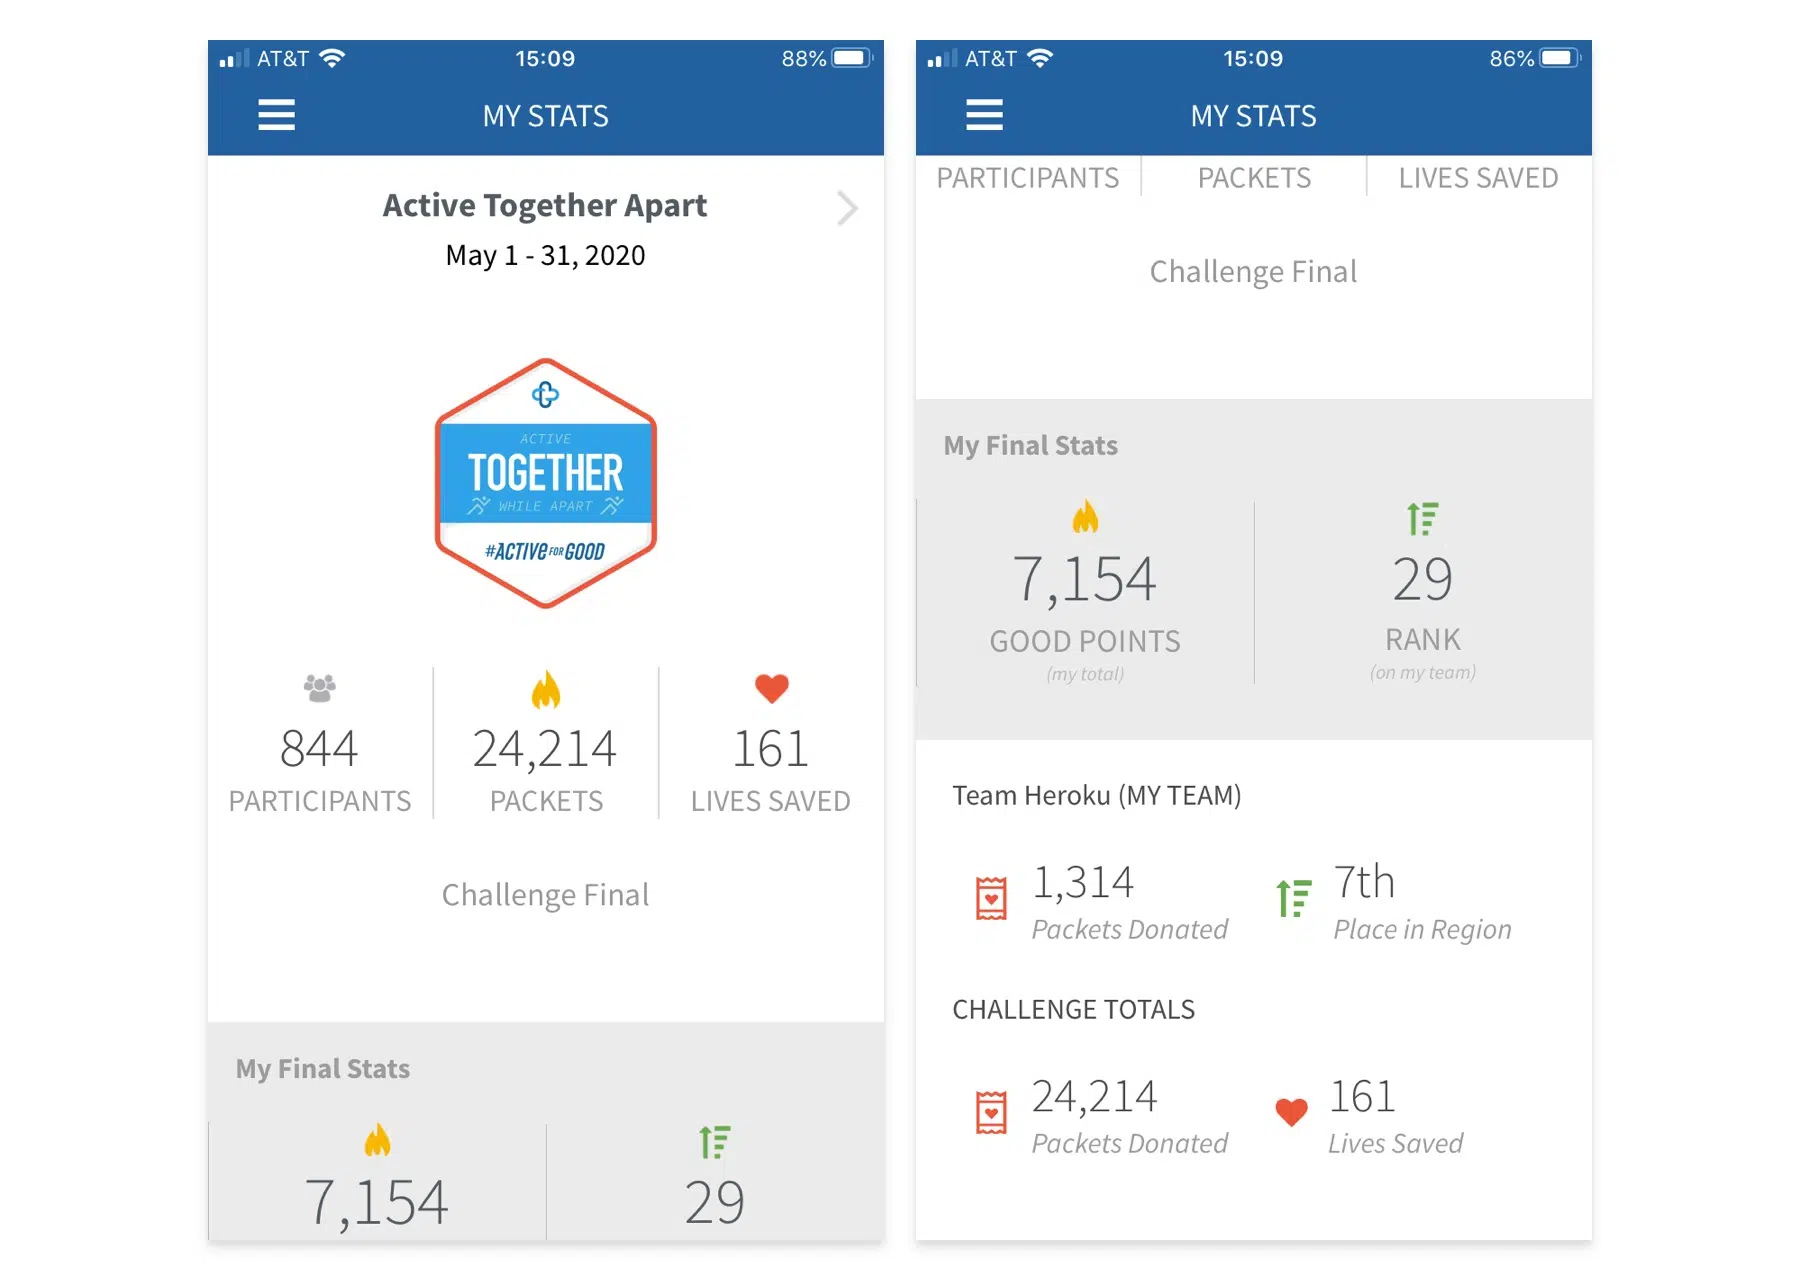 AT&T 15:09 88%
MY STATS
Active Together Apart
May 1 - 31, 2020
ACTIVE
TOGETHER
WHILE APART
#ACTIVE FOR GOOD
844 24,214 161
PARTICIPANTS PACKETS LIVES SAVED
Challenge Final
My Final Stats
7,154 29
AT&T 15:09 86%
MY STATS
PARTICIPANTS PACKETS LIVES SAVED
Challenge Final
My Final Stats
7,154 29
GOOD POINTS RANK
(my total) (on my team)
Team Heroku (MY TEAM)
1,314 7th
Packets Donated Place in Region
CHALLENGE TOTALS
24,214 161
Packets Donated Lives Saved